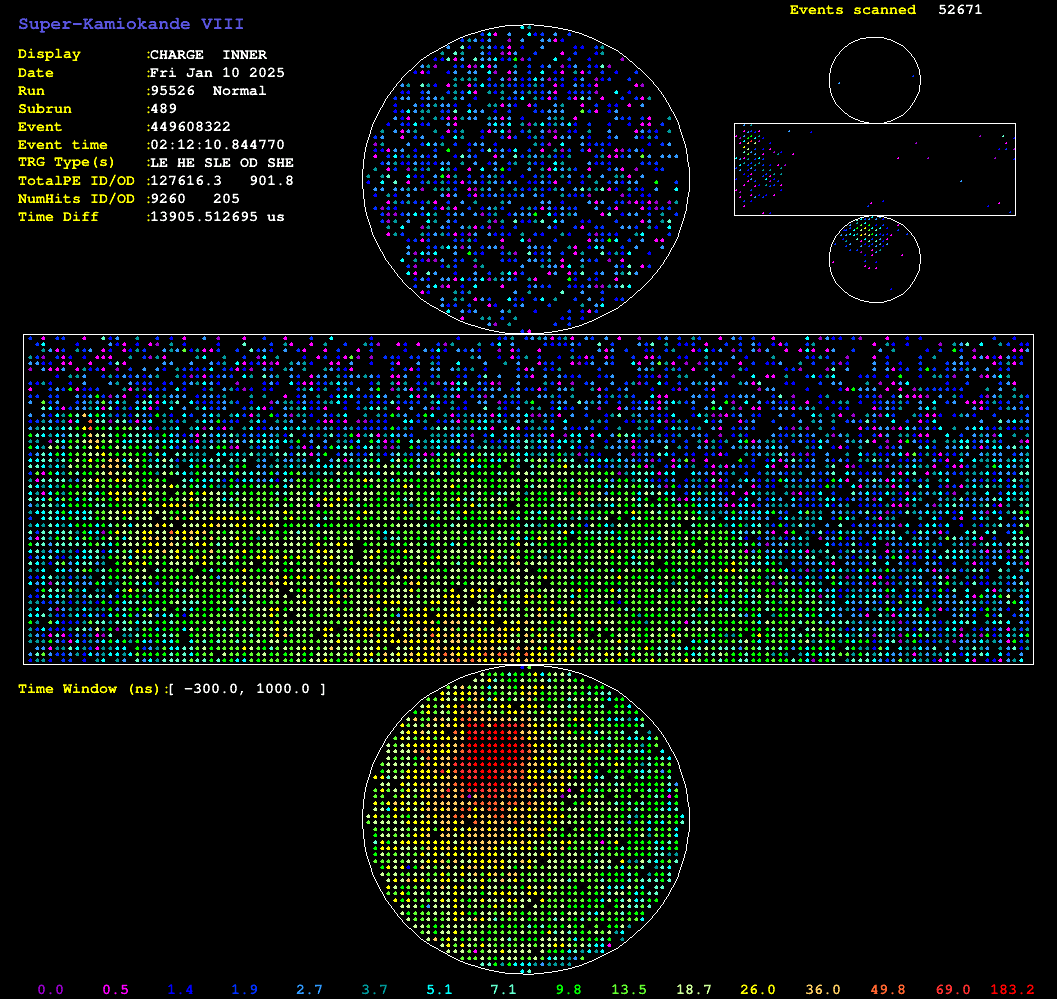 Super-Kamiokande VIII
Events scanned 52671
Display :CHARGE INNER
Date :Fri Jan 10 2025
Run :95526 Normal
Subrun :489
Event :449608322
Event time :02:12:10.844770
TRG Type(s) :LE HE SLE OD SHE
TotalPE ID/OD :127616.3 901.8
NumHits ID/OD :9260 205
Time Diff :13905.512695 us
Time Window (ns):[ -300.0, 1000.0 ]
0.0 0.5 1.4 1.9 2.7 3.7 5.1 7.1 9.8 13.5 18.7 26.0 36.0 49.8 69.0 183.2